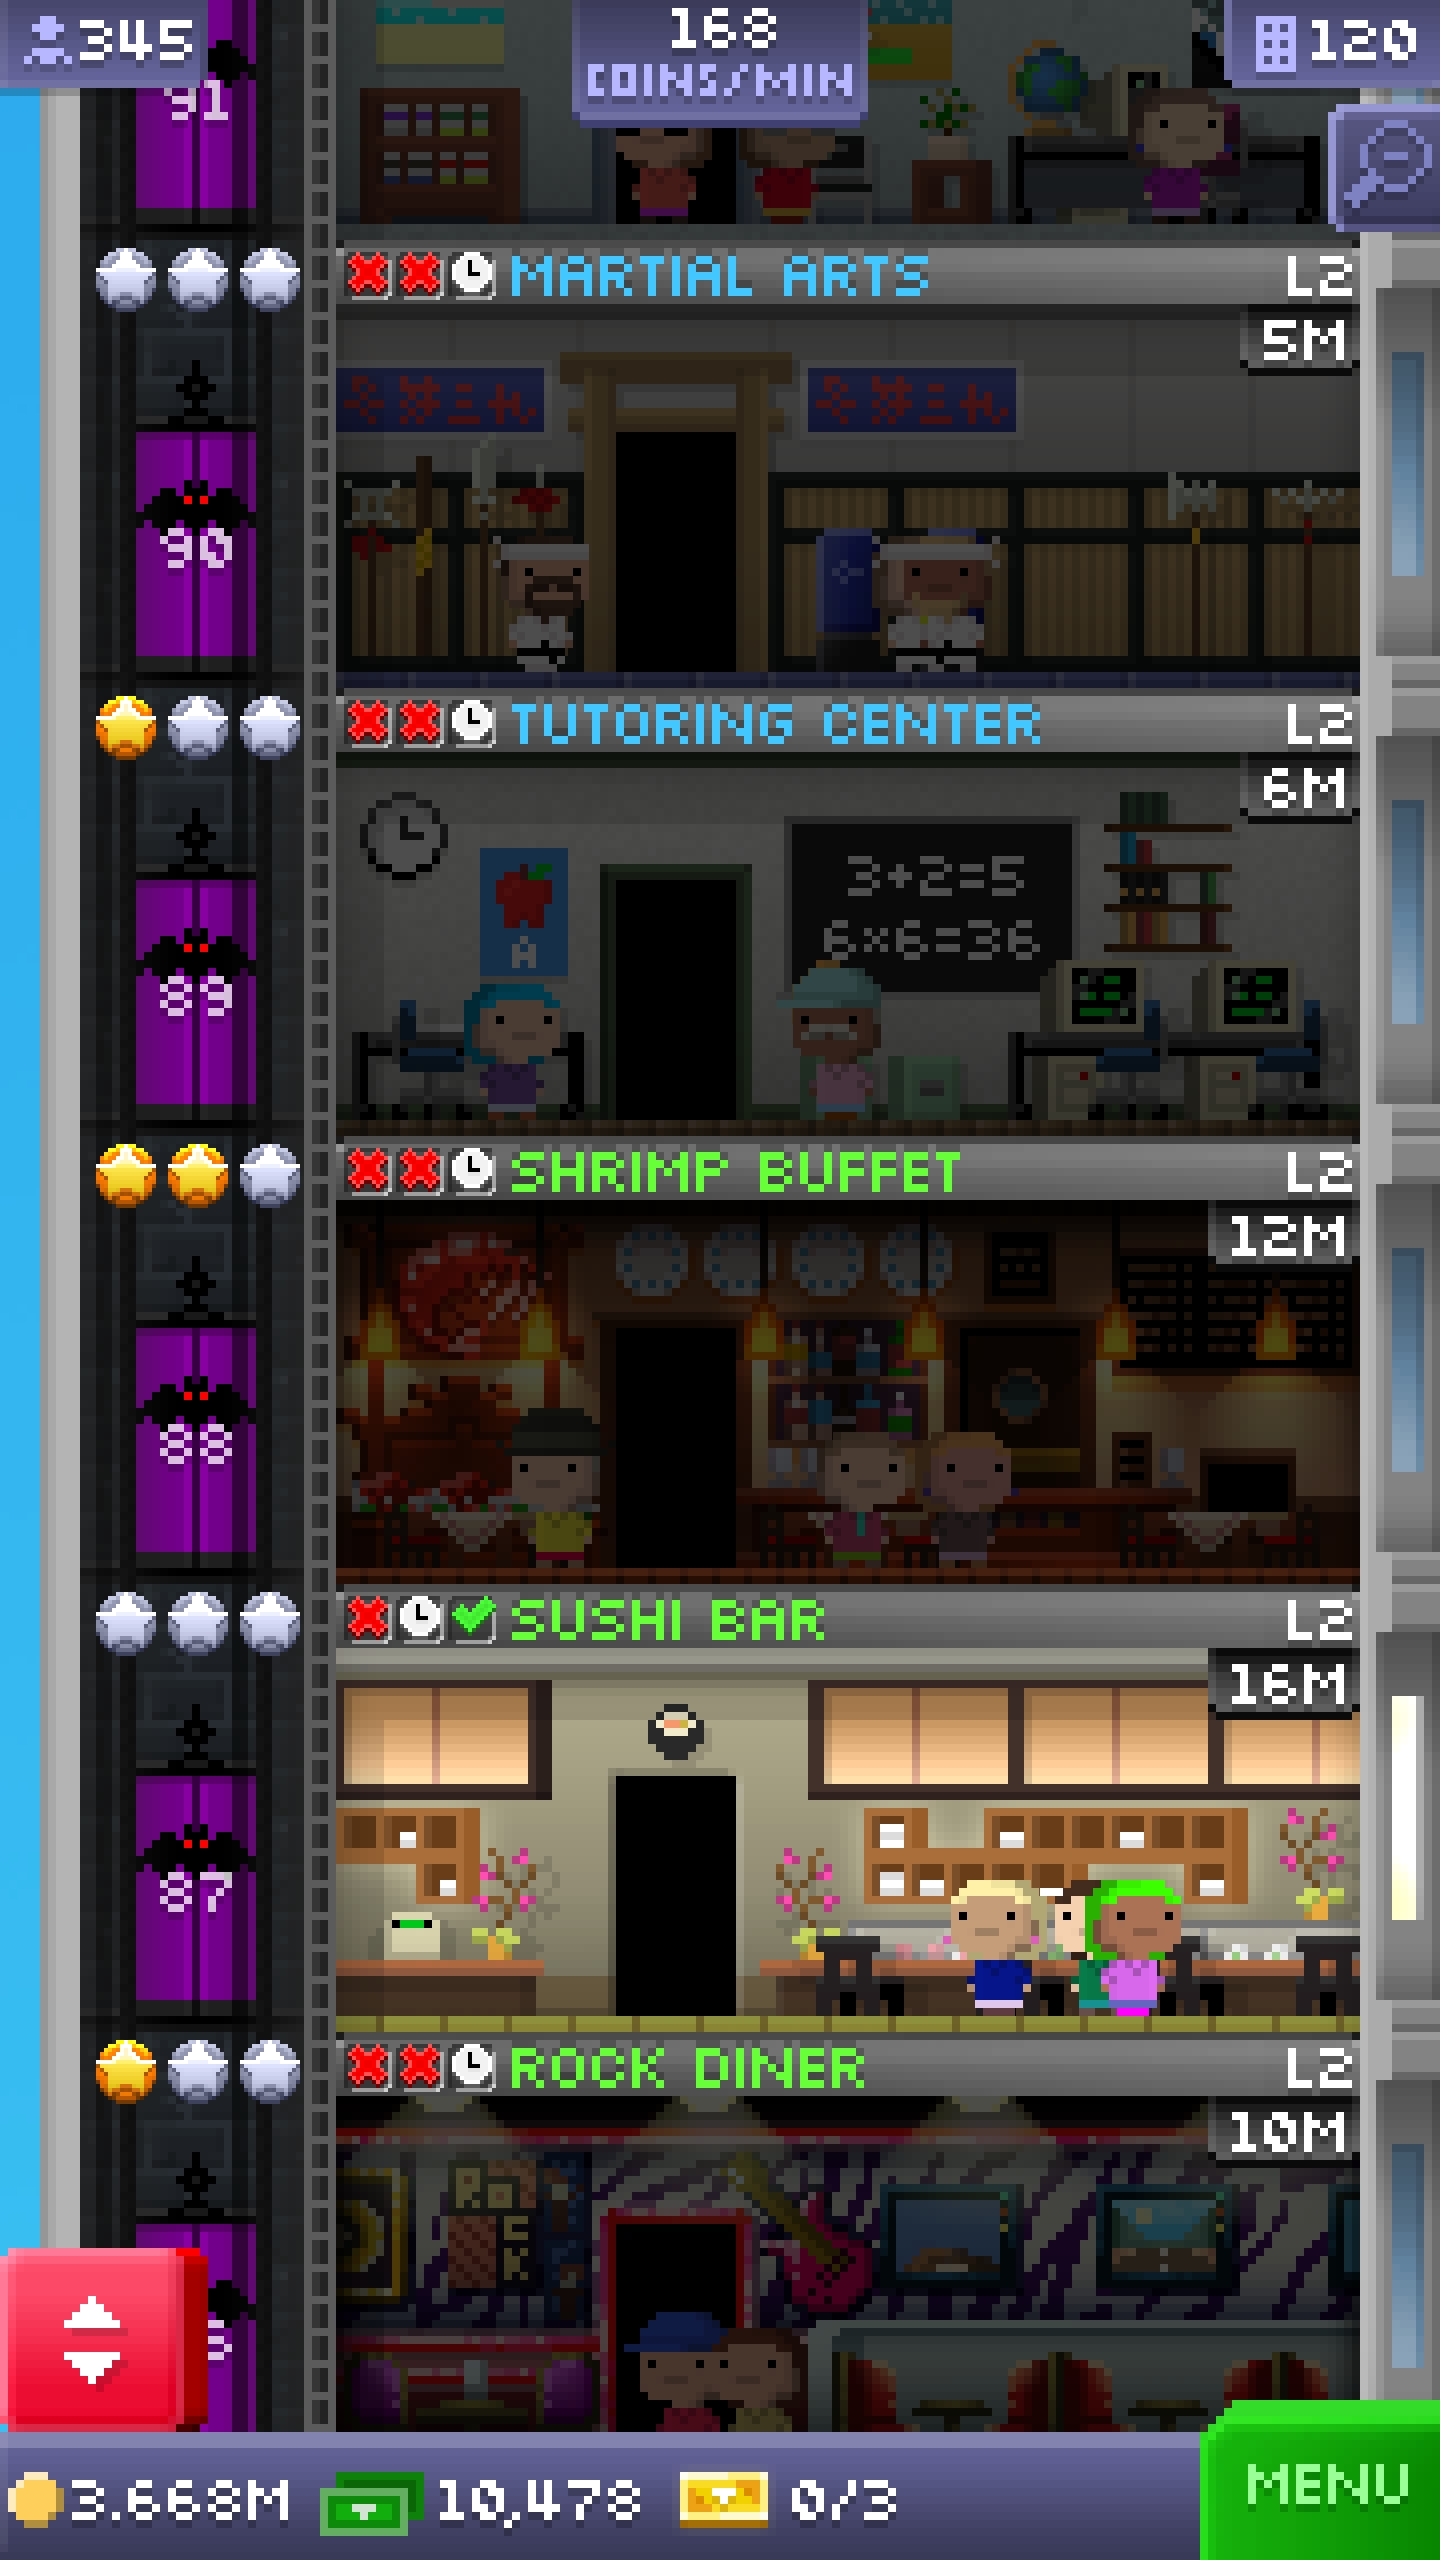 345
168
COINS/MIN
120
91
MARTIAL ARTS
L2
5M
90
TUTORING CENTER
L2
6M
3+2=5
6×6=36
A
89
SHRIMP BUFFET
L2
12M
88
SUSHI BAR
L2
16M
87
ROCK DINER
L2
10M
ROCK
3.668M
10,478
0/3
MENU